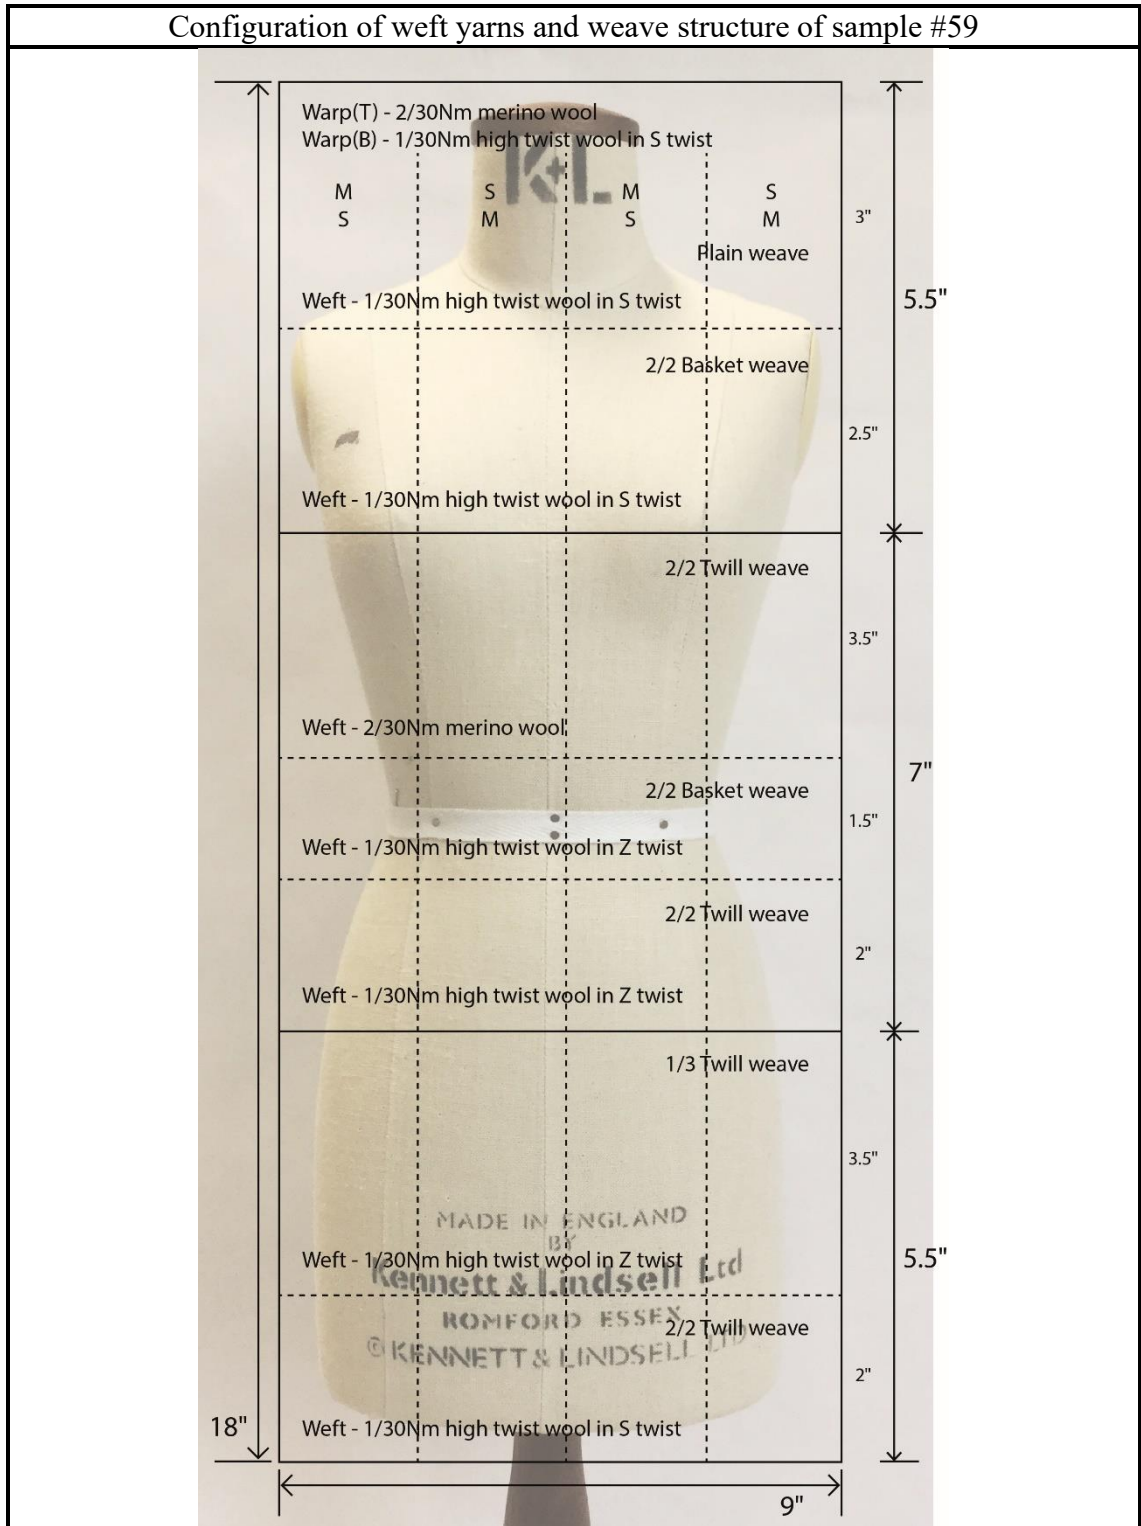 Configuration of weft yarns and weave structure of sample #59
Warp(T) - 2/30Nm merino wool
Warp(B) - 1/30Nm high twist wool in S twist
K+L
M S M S
S M S M
3"
Plain weave
Weft - 1/30Nm high twist wool in S twist
5.5"
2/2 Basket weave
2.5"
Weft - 1/30Nm high twist wool in S twist
2/2 Twill weave
3.5"
Weft - 2/30Nm merino wool
7"
2/2 Basket weave
1.5"
Weft - 1/30Nm high twist wool in Z twist
2/2 Twill weave
2"
Weft - 1/30Nm high twist wool in Z twist
1/3 Twill weave
3.5"
MADE IN ENGLAND
BY
Weft - 1/30Nm high twist wool in Z twist
5.5"
Kennett & Lindsell Ltd
ROMFORD ESSEX
2/2 Twill weave
© KENNETT & LINDSELL LTD
2"
18"
Weft - 1/30Nm high twist wool in S twist
9"